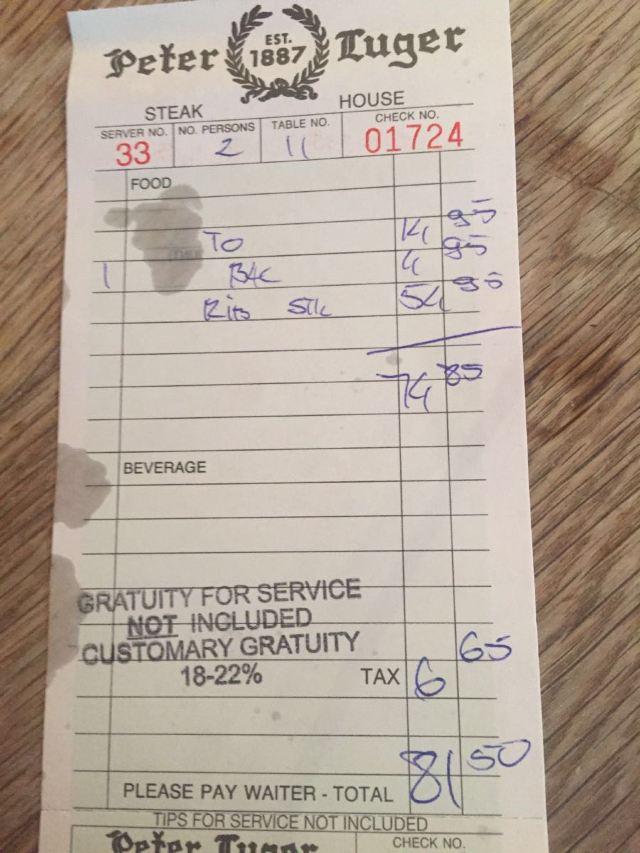 Peter Luger
EST.
1887
STEAK HOUSE
SERVER NO. NO. PERSONS TABLE NO. CHECK NO.
33 2 11 01724
FOOD
TO 14 95
1 BAC 4 95
Rib Stk 54 95
74 85
BEVERAGE
GRATUITY FOR SERVICE
NOT INCLUDED
CUSTOMARY GRATUITY
18-22%
TAX 6 65
PLEASE PAY WAITER - TOTAL 81 50
TIPS FOR SERVICE NOT INCLUDED
Peter Luger CHECK NO.